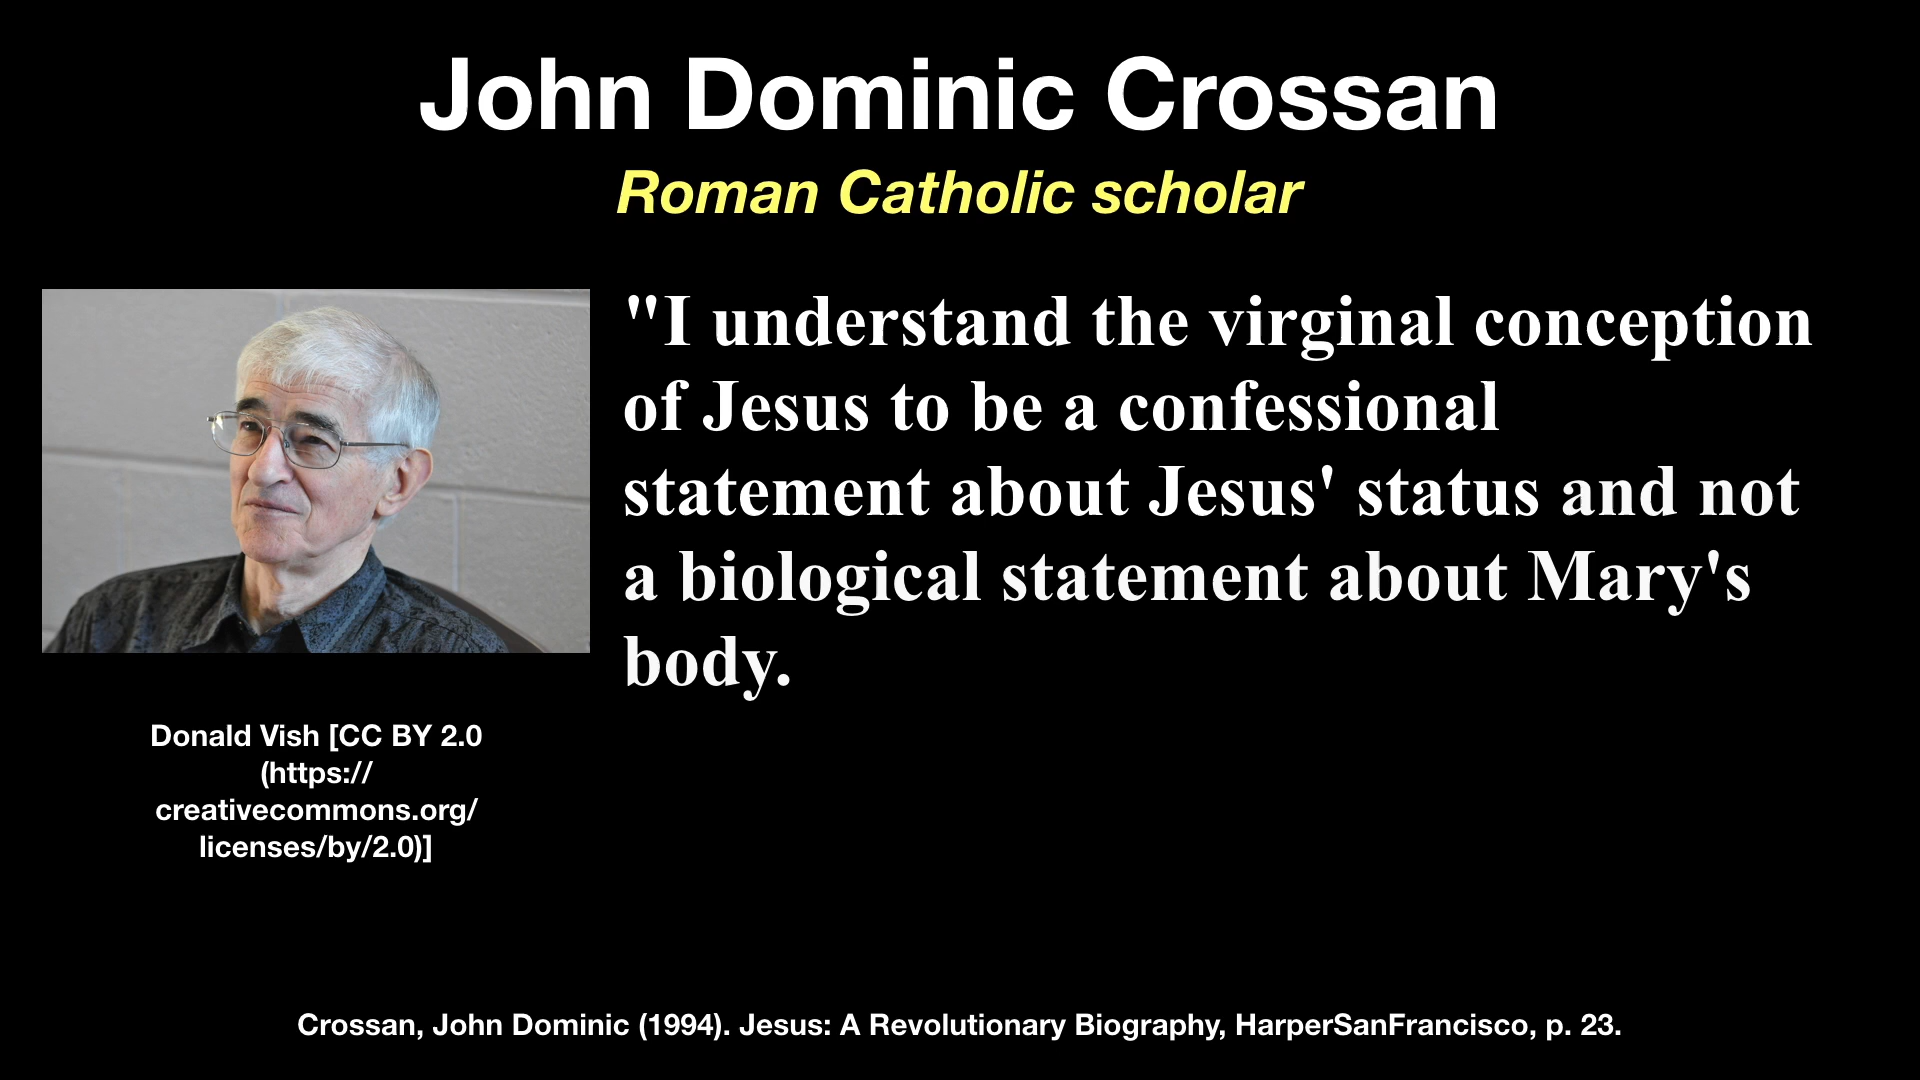 John Dominic Crossan
Roman Catholic scholar
"I understand the virginal conception
of Jesus to be a confessional
statement about Jesus' status and not
a biological statement about Mary's
body.
Donald Vish [CC BY 2.0
(https://
creativecommons.org/
licenses/by/2.0)]
Crossan, John Dominic (1994). Jesus: A Revolutionary Biography, HarperSanFrancisco, p. 23.